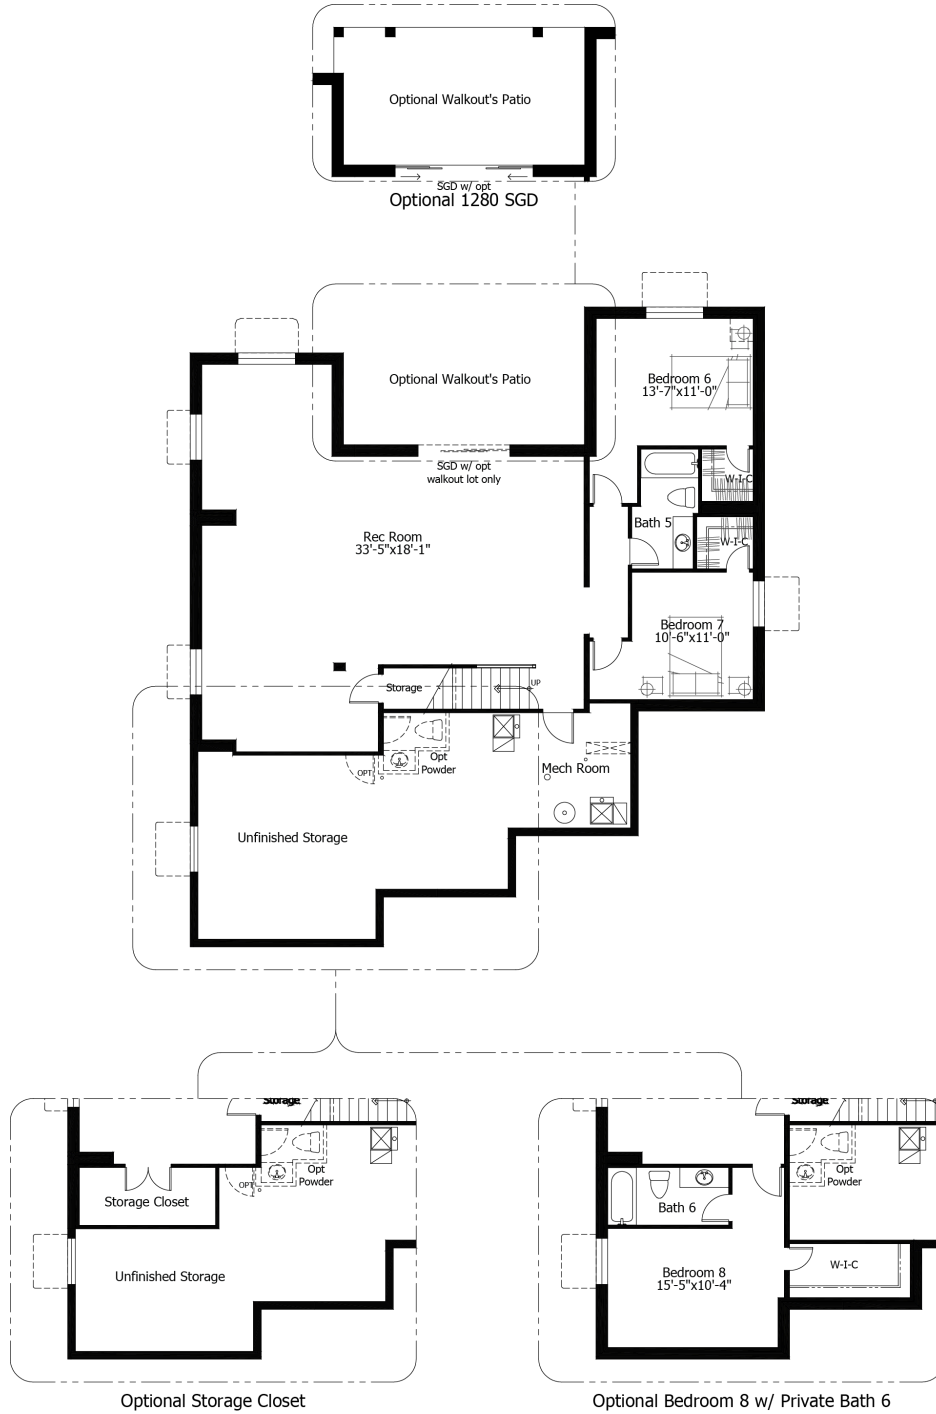 Optional Walkout's Patio
SGD w/ opt
Optional 1280 SGD
Optional Walkout's Patio
Bedroom 6
13'-7"x11'-0"
SGD w/ opt
walkout lot only
W-I-C
Bath 5
W-I-C
Rec Room
33'-5"x18'-1"
Bedroom 7
10'-6"x11'-0"
Storage
UP
Opt
Powder
OPT
Mech Room
Unfinished Storage
Storage
Opt
Powder
OPT
Storage Closet
Unfinished Storage
Optional Storage Closet
Storage
Opt
Powder
Bath 6
W-I-C
Bedroom 8
15'-5"x10'-4"
Optional Bedroom 8 w/ Private Bath 6